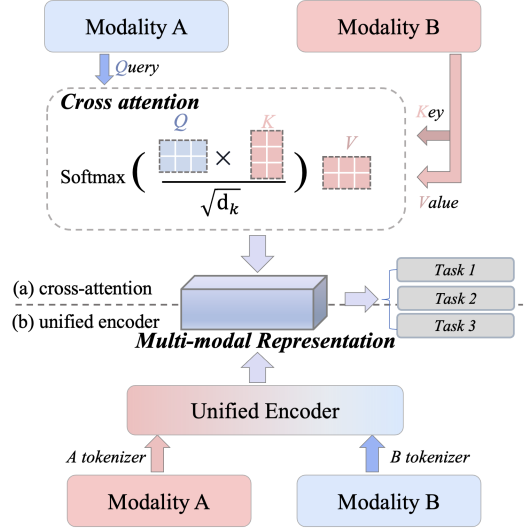 Modality A
Modality B
Query
Cross attention
Key
Q
K
V
Softmax ( × / √d_k )
Value
(a) cross-attention
Task 1
Task 2
(b) unified encoder
Task 3
Multi-modal Representation
Unified Encoder
A tokenizer
B tokenizer
Modality A
Modality B